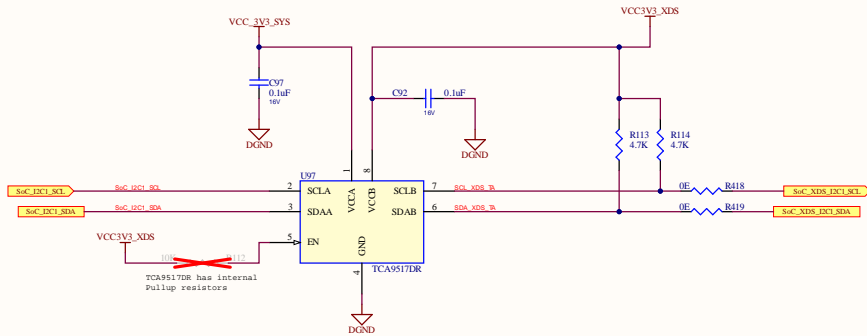 VCC_3V3_SYS
VCC3V3_XDS
C97
0.1uF
16V
C92
0.1uF
16V
DGND
DGND
R113
4.7K
R114
4.7K
U97
1
8
VCCA
VCCB
SoC_I2C1_SCL
SoC_I2C1_SCL
2
SCLA
SCLB
7
SCL_XDS_TA
0E
R418
SoC_XDS_I2C1_SCL
SoC_I2C1_SDA
SoC_I2C1_SDA
3
SDAA
SDAB
6
SDA_XDS_TA
0E
R419
SoC_XDS_I2C1_SDA
VCC3V3_XDS
5
EN
GND
4
TCA9517DR
TCA9517DR has internal
Pullup resistors
DGND